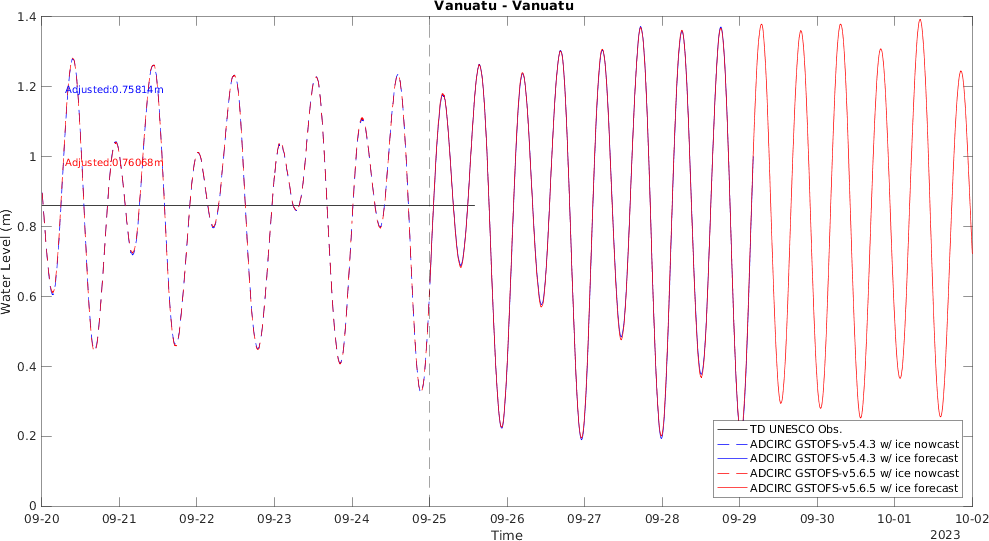 Vanuatu - Vanuatu
1.4
1.2
1
0.8
0.6
0.4
0.2
0
Water Level (m)
Adjusted:0.75814m
Adjusted:0.76068m
TD UNESCO Obs.
ADCIRC GSTOFS-v5.4.3 w/ ice nowcast
ADCIRC GSTOFS-v5.4.3 w/ ice forecast
ADCIRC GSTOFS-v5.6.5 w/ ice nowcast
ADCIRC GSTOFS-v5.6.5 w/ ice forecast
09-20 09-21 09-22 09-23 09-24 09-25 09-26 09-27 09-28 09-29 09-30 10-01 10-02
Time
2023